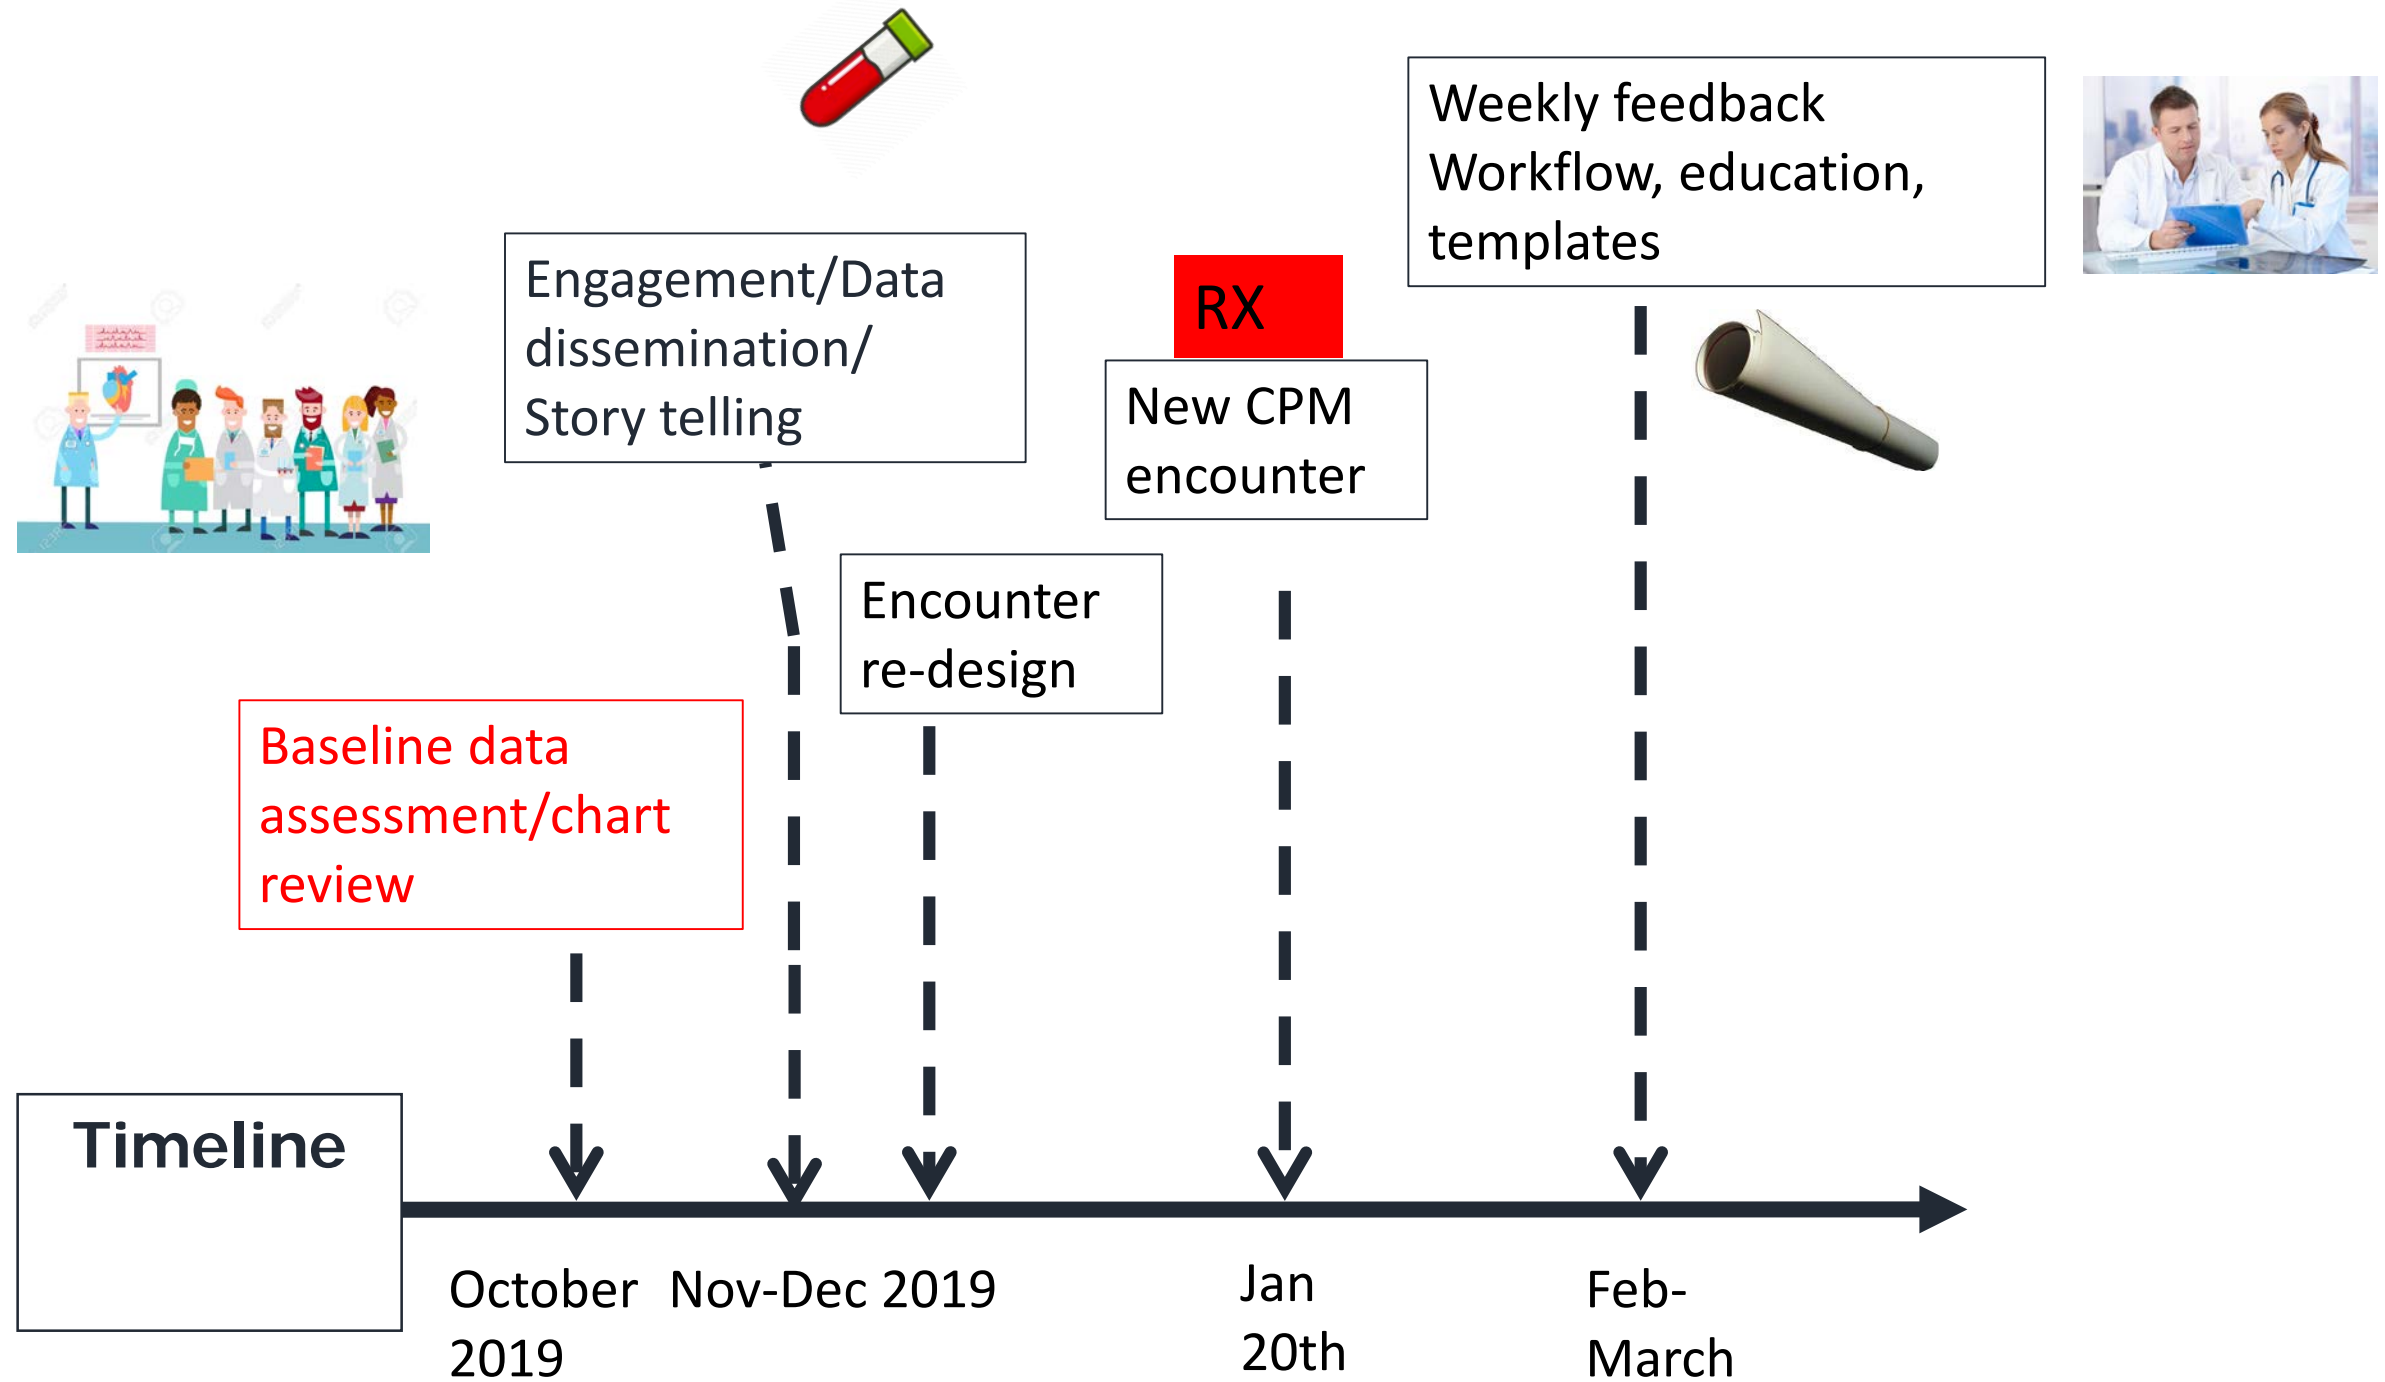 Engagement/Data
dissemination/
Story telling
RX
New CPM
encounter
Weekly feedback
Workflow, education,
templates
Encounter
re-design
Baseline data
assessment/chart
review
Timeline
October
2019
Nov-Dec 2019
Jan
20th
Feb-
March